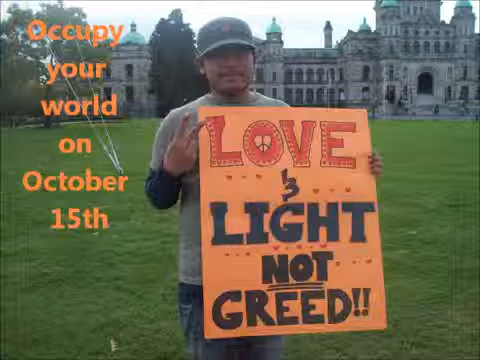 Occupy
your
world
on
October
15th
LOVE
&
LIGHT
NOT
GREED!!